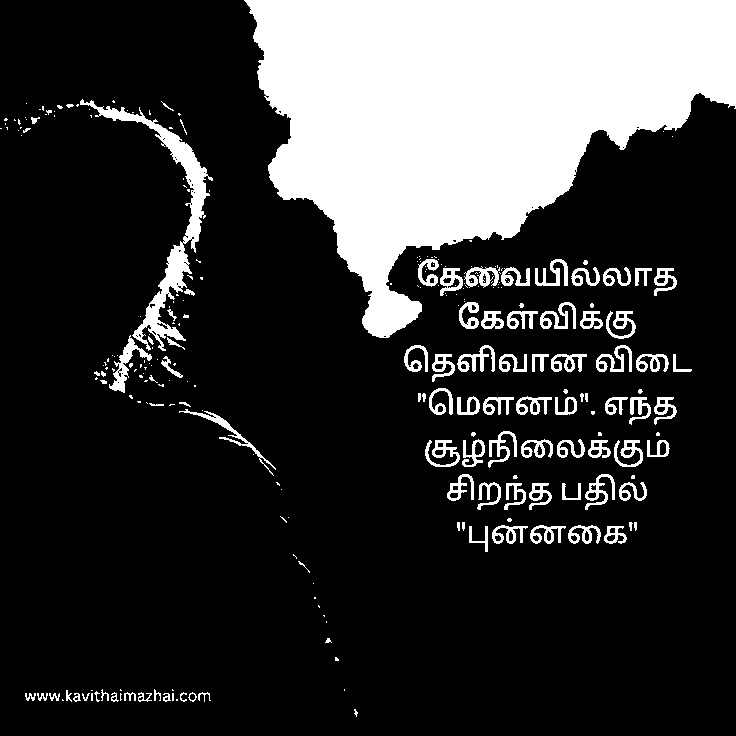 தேவையில்லாத
கேள்விக்கு
தெளிவான விடை
"மௌனம்". எந்த
சூழ்நிலைக்கும்
சிறந்த பதில்
"புன்னகை"
www.kavithaimazhai.com